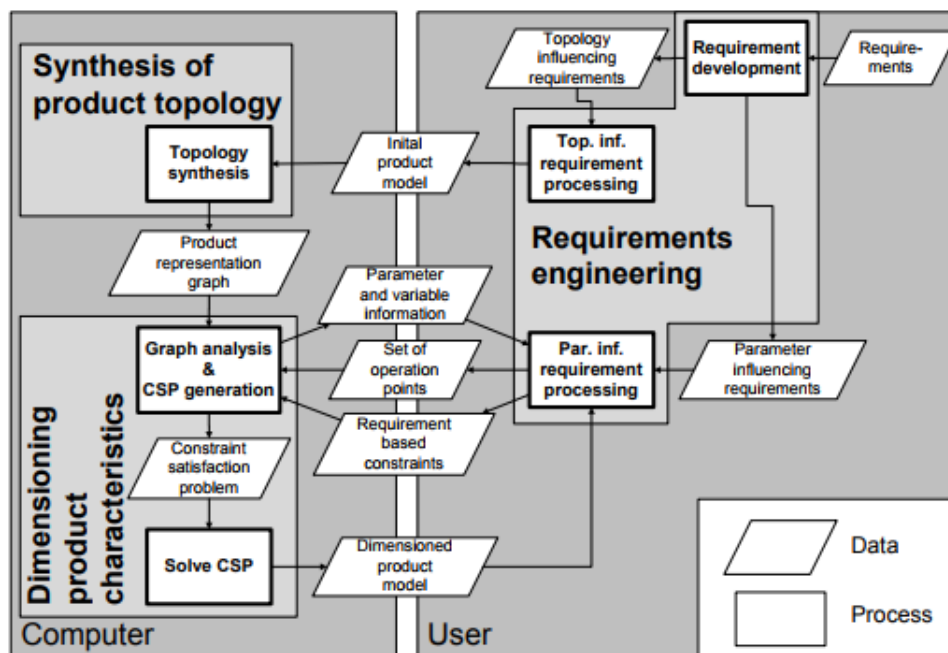 Synthesis of
product topology
Topology
synthesis
Topology
influencing
requirements
Requirement
development
Require-
ments
Inital
product
model
Top. inf.
requirement
processing
Product
representation
graph
Requirements
engineering
Parameter
and variable
information
Graph analysis
&
CSP generation
Set of
operation
points
Par. inf.
requirement
processing
Parameter
influencing
requirements
Requirement
based
constraints
Constraint
satisfaction
problem
Dimensioning
product
characteristics
Solve CSP
Dimensioned
product
model
Computer
User
Data
Process